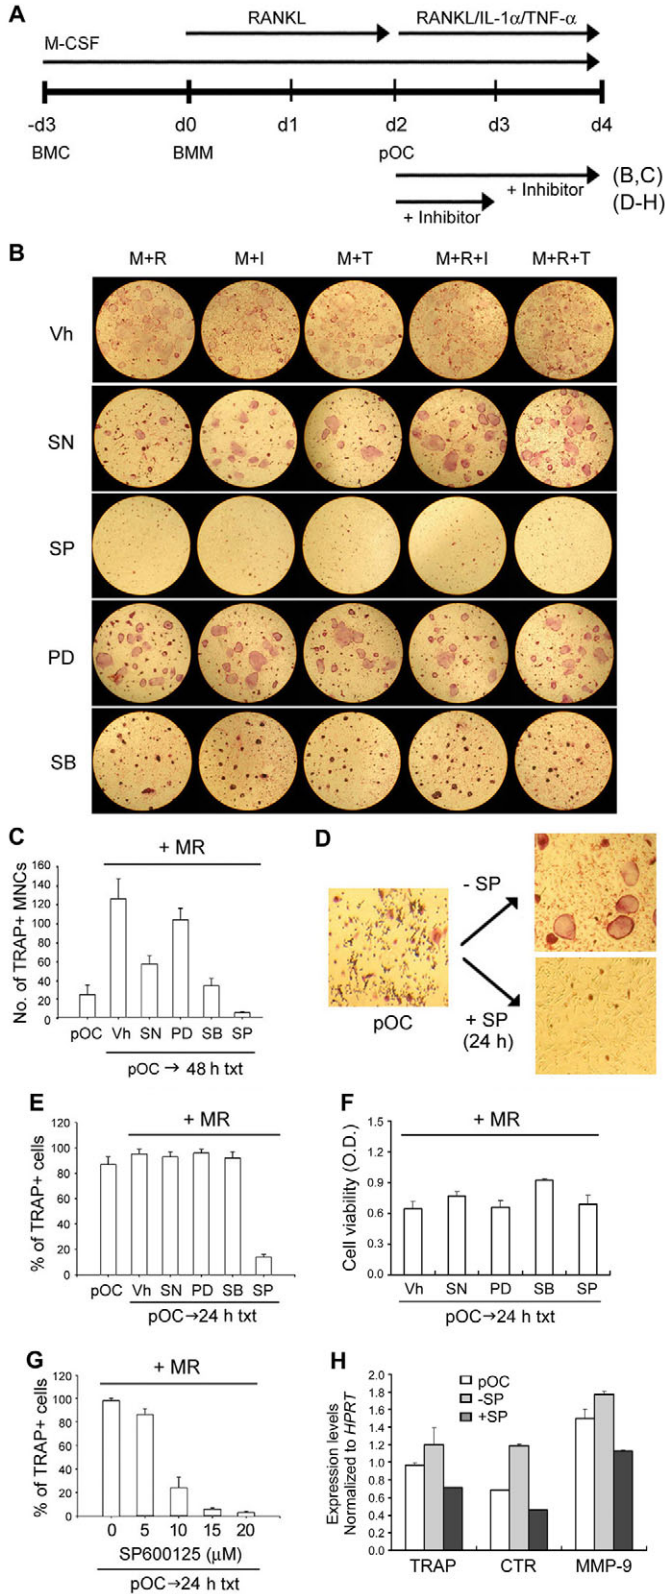 A
RANKL
RANKL/IL-1α/TNF-α
M-CSF
-d3
d0
d1
d2
d3
d4
BMC
BMM
pOC
+ Inhibitor
(B,C)
+ Inhibitor
(D-H)
B
M+R
M+I
M+T
M+R+I
M+R+T
Vh
SN
SP
PD
SB
C
+ MR
No. of TRAP+ MNCs
160
140
120
100
80
60
40
20
0
pOC
Vh
SN
PD
SB
SP
pOC → 48 h txt
D
- SP
pOC
+ SP
(24 h)
E
+ MR
% of TRAP+ cells
120
100
80
60
40
20
0
pOC
Vh
SN
PD
SB
SP
pOC→24 h txt
F
+ MR
Cell viability (O.D.)
1.5
1.2
0.9
0.6
0.3
0.0
Vh
SN
PD
SB
SP
pOC→24 h txt
G
+ MR
% of TRAP+ cells
120
100
80
60
40
20
0
0
5
10
15
20
SP600125 (μM)
pOC→24 h txt
H
pOC
-SP
+SP
Expression levels
Normalized to HPRT
2.0
1.8
1.6
1.4
1.2
1.0
0.8
0.6
0.4
0.2
0.0
TRAP
CTR
MMP-9